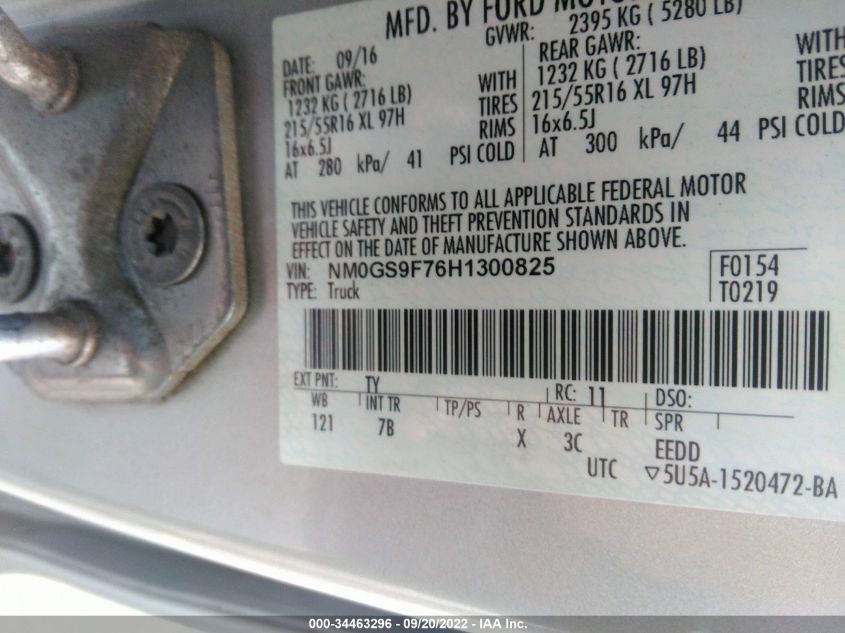 MFD. BY FORD MOTOR
GVWR: 2395 KG ( 5280 LB)
DATE: 09/16
FRONT GAWR:
1232 KG ( 2716 LB) WITH
215/55R16 XL 97H TIRES
16x6.5J RIMS
AT 280 kPa/ 41 PSI COLD
REAR GAWR: WITH
1232 KG ( 2716 LB) TIRES
215/55R16 XL 97H RIMS
16x6.5J
AT 300 kPa/ 44 PSI COLD
THIS VEHICLE CONFORMS TO ALL APPLICABLE FEDERAL MOTOR
VEHICLE SAFETY AND THEFT PREVENTION STANDARDS IN
EFFECT ON THE DATE OF MANUFACTURE SHOWN ABOVE.
VIN: NM0GS9F76H1300825
TYPE: Truck
F0154
T0219
EXT PNT: TY RC: 11 DSO:
WB INT TR TP/PS R AXLE TR SPR
121 7B X 3C EEDD
UTC ▽5U5A-1520472-BA
000-34463296 - 09/20/2022 - IAA Inc.